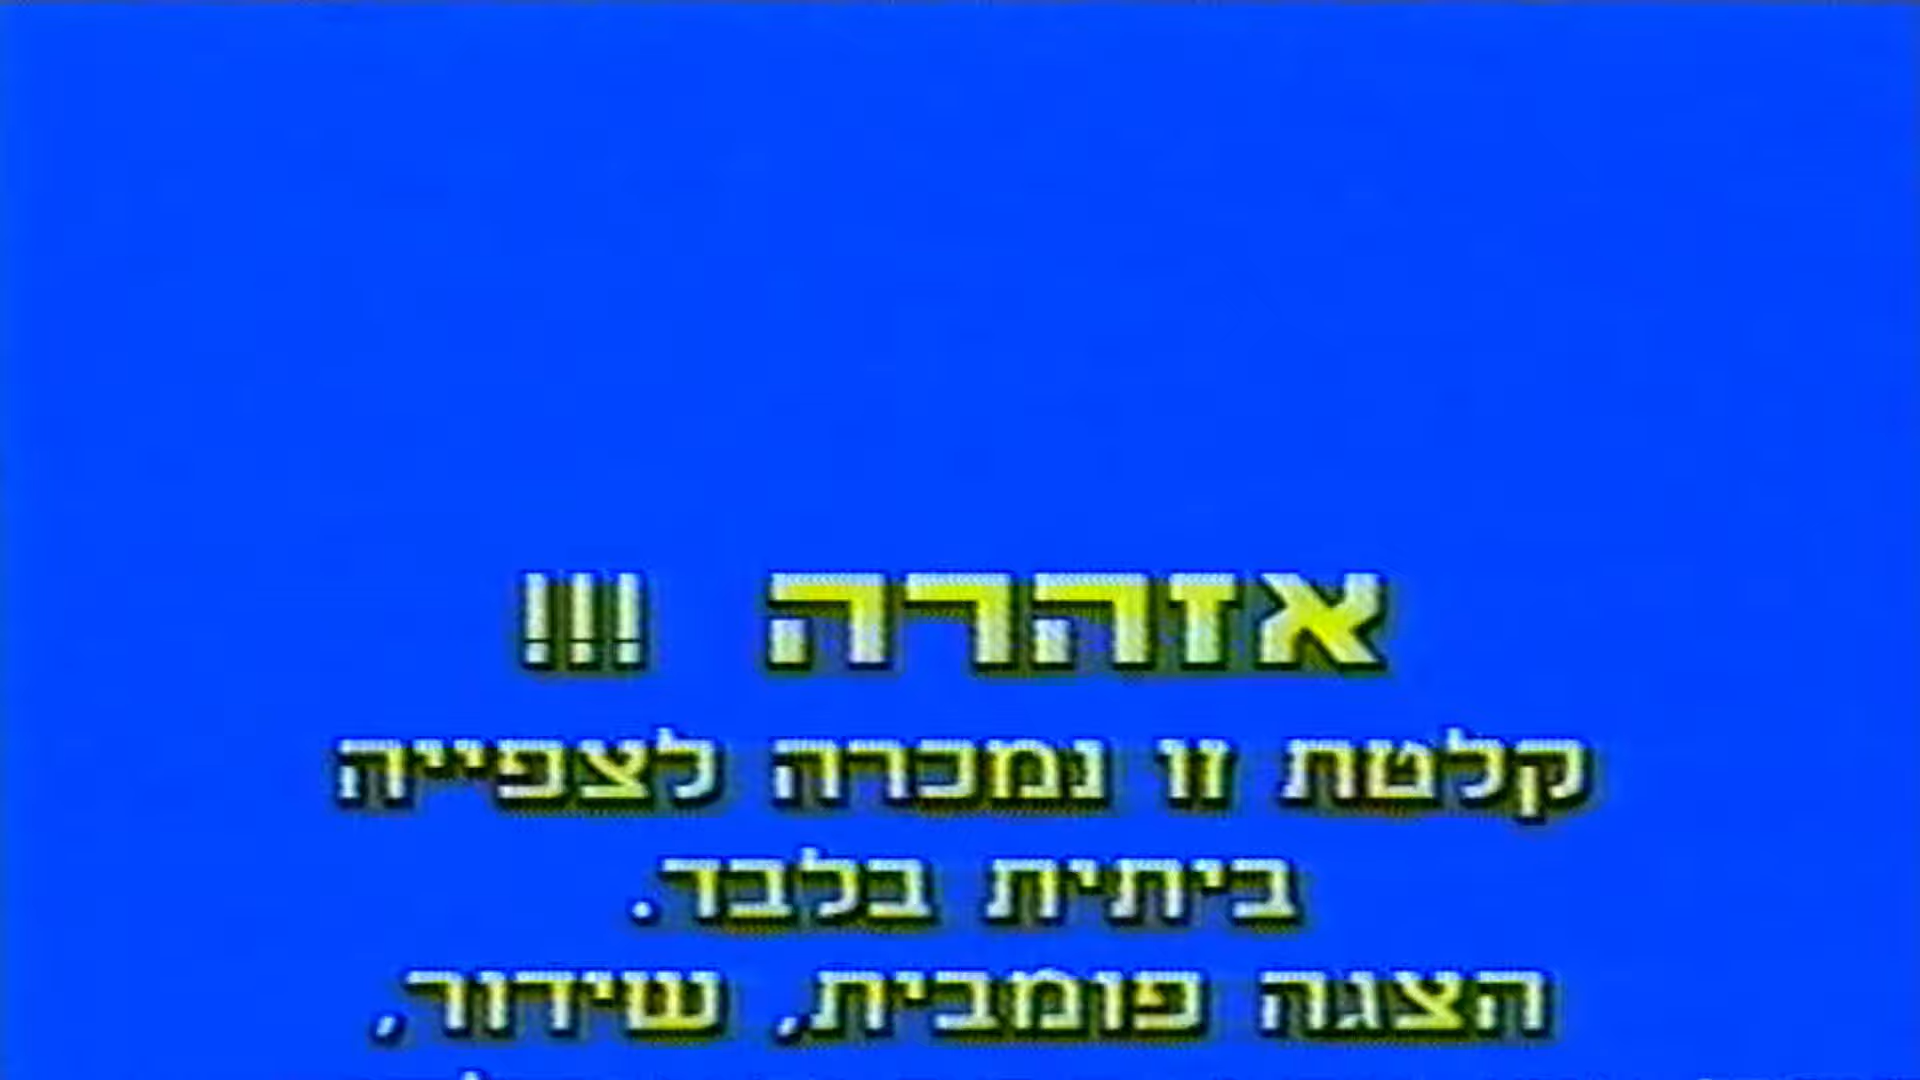 אזהרה !!!
קלטת זו נמכרה לצפייה
ביתית בלבד.
הצגה פומבית, שידור,